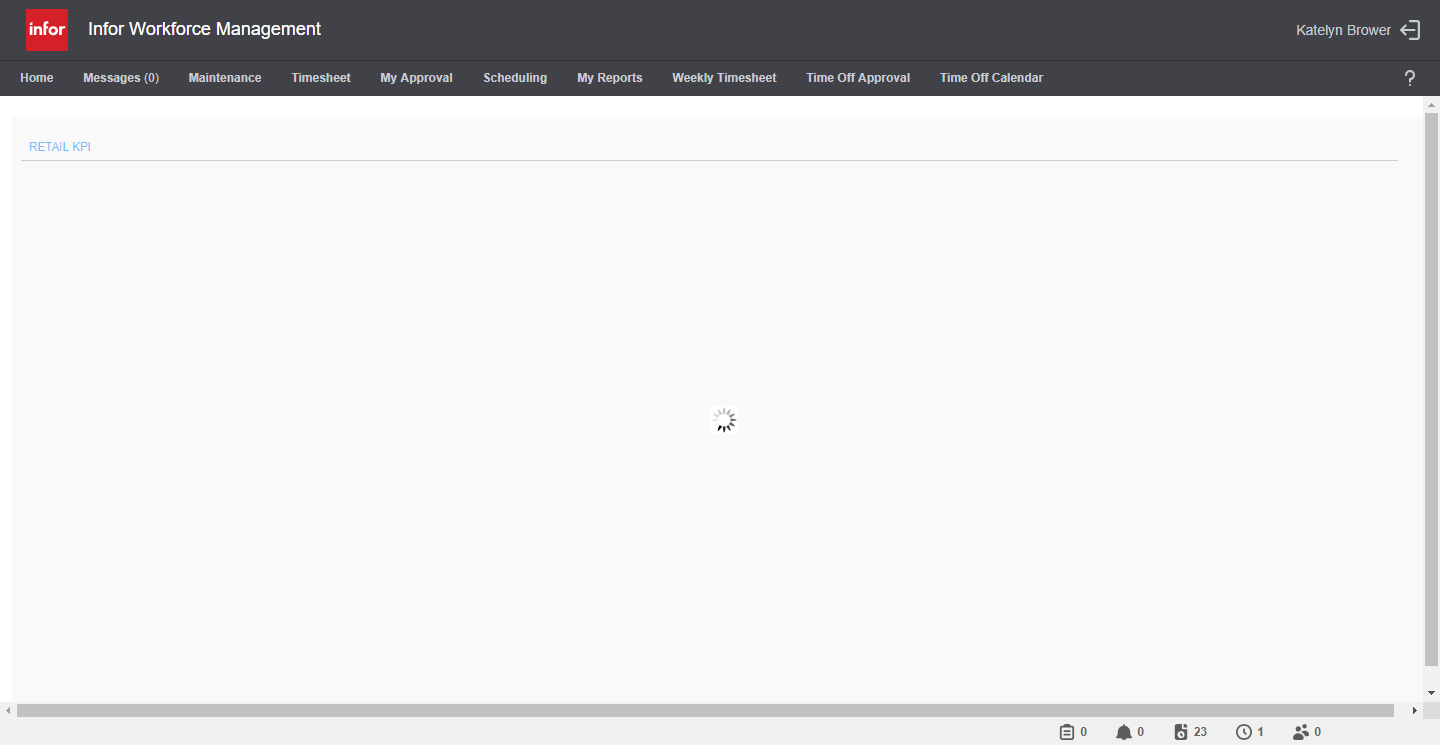 infor
Infor Workforce Management
Katelyn Brower
Home Messages (0) Maintenance Timesheet My Approval Scheduling My Reports Weekly Timesheet Time Off Approval Time Off Calendar ?
RETAIL KPI
0 0 23 1 0